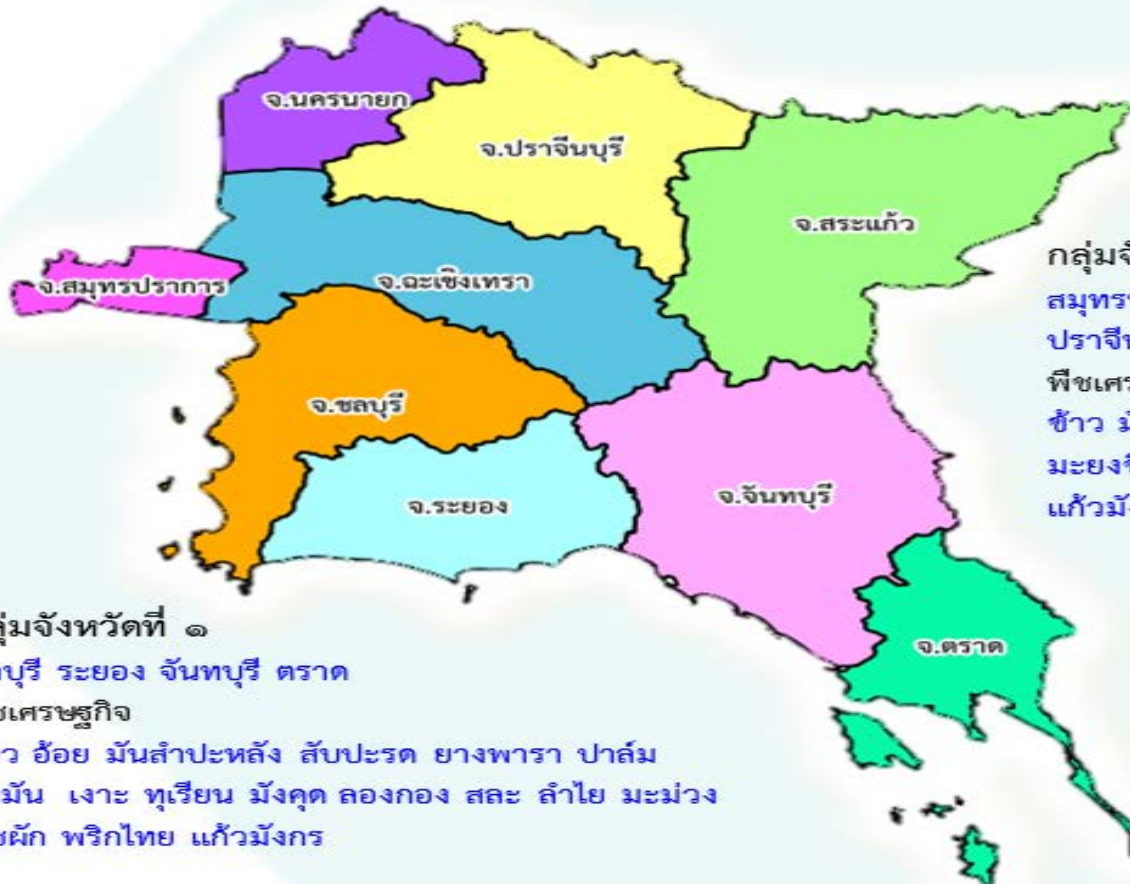 จ.นครนายก
จ.ปราจีนบุรี
จ.สระแก้ว
จ.สมุทรปราการ
จ.ฉะเชิงเทรา
จ.ชลบุรี
จ.ระยอง
จ.จันทบุรี
จ.ตราด
กลุ่มจั
สมุทร
ปราจี
พืชเศร
ข้าว
มะยง
แก้วมั
ลุ่มจังหวัดที่ ๑
บุรี ระยอง จันทบุรี ตราด
ชเศรษฐกิจ
ว อ้อย มันสำปะหลัง สับปะรด ยางพารา ปาล์ม
มัน เงาะ ทุเรียน มังคุด ลองกอง สละ ลำไย มะม่วง
ชผัก พริกไทย แก้วมังกร